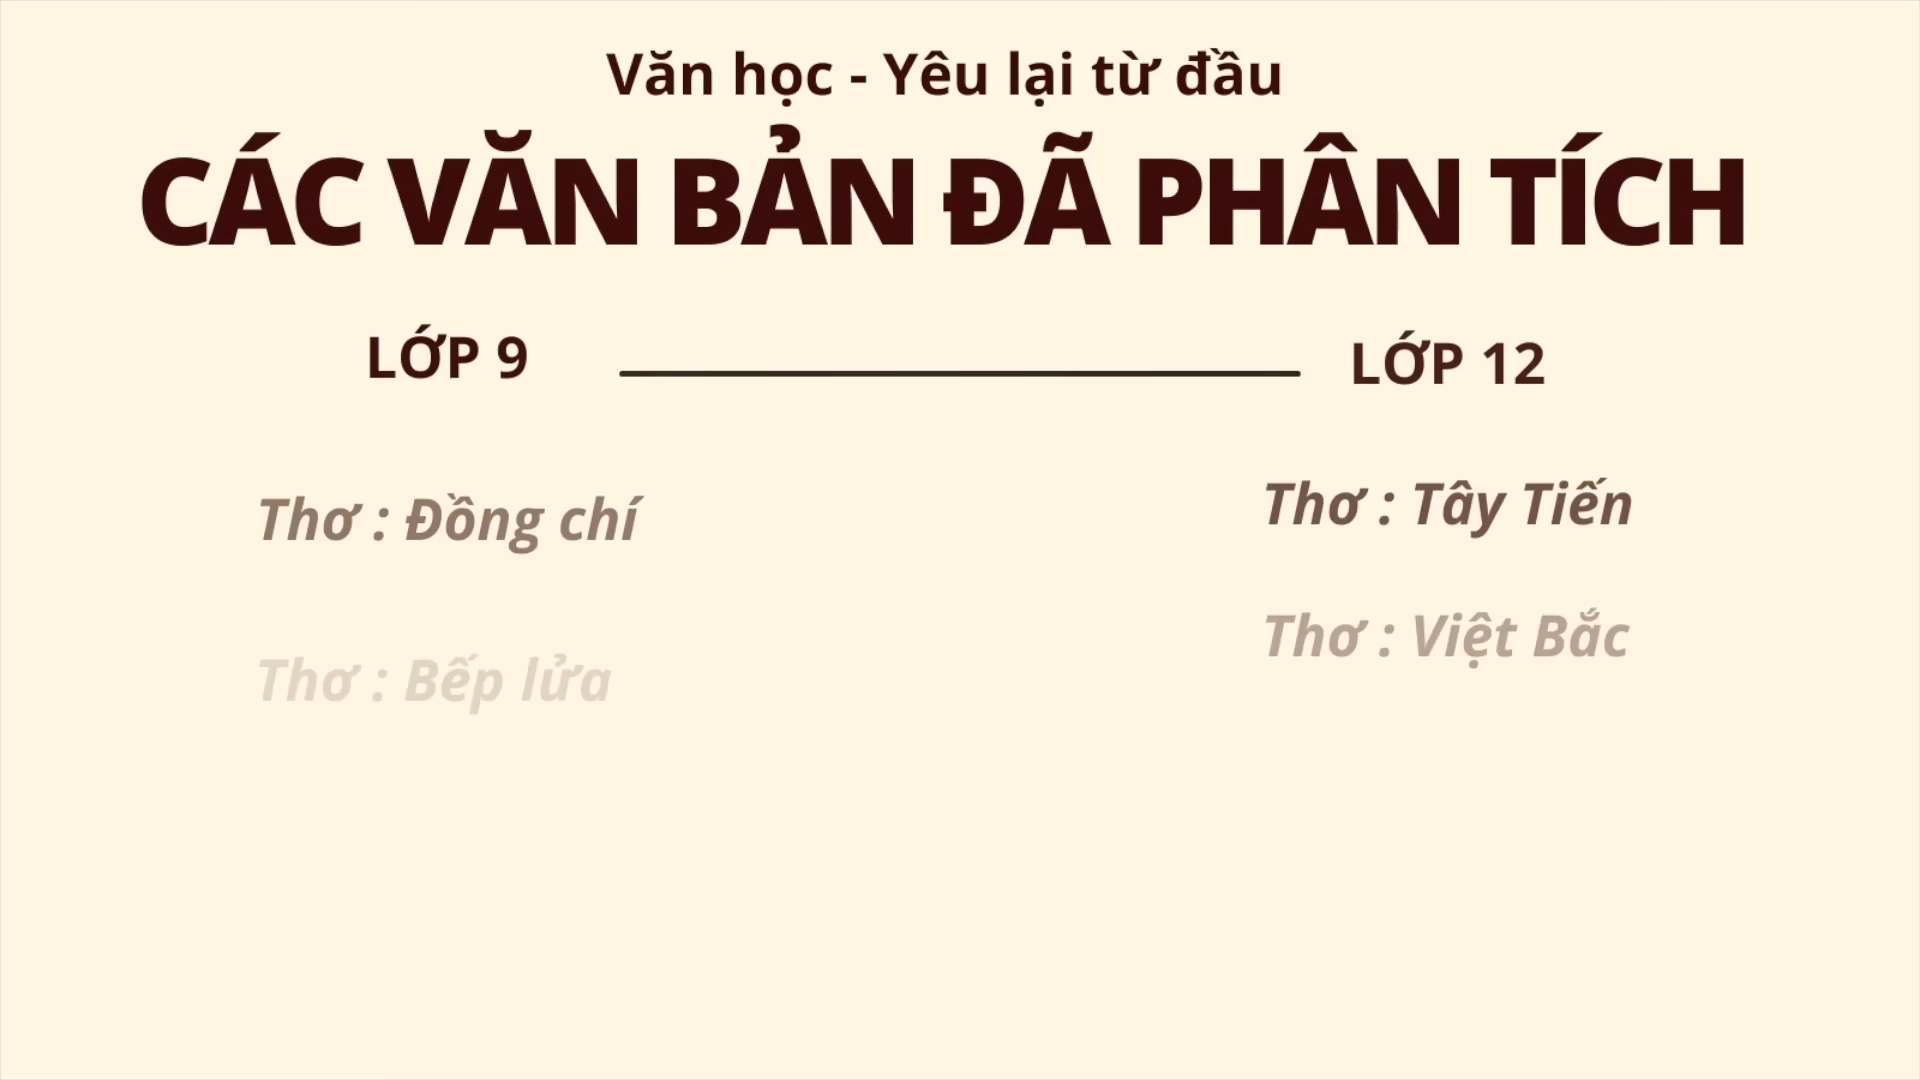 Văn học - Yêu lại từ đầu
CÁC VĂN BẢN ĐÃ PHÂN TÍCH
LỚP 9
LỚP 12
Thơ : Đồng chí
Thơ : Tây Tiến
Thơ : Bếp lửa
Thơ : Việt Bắc